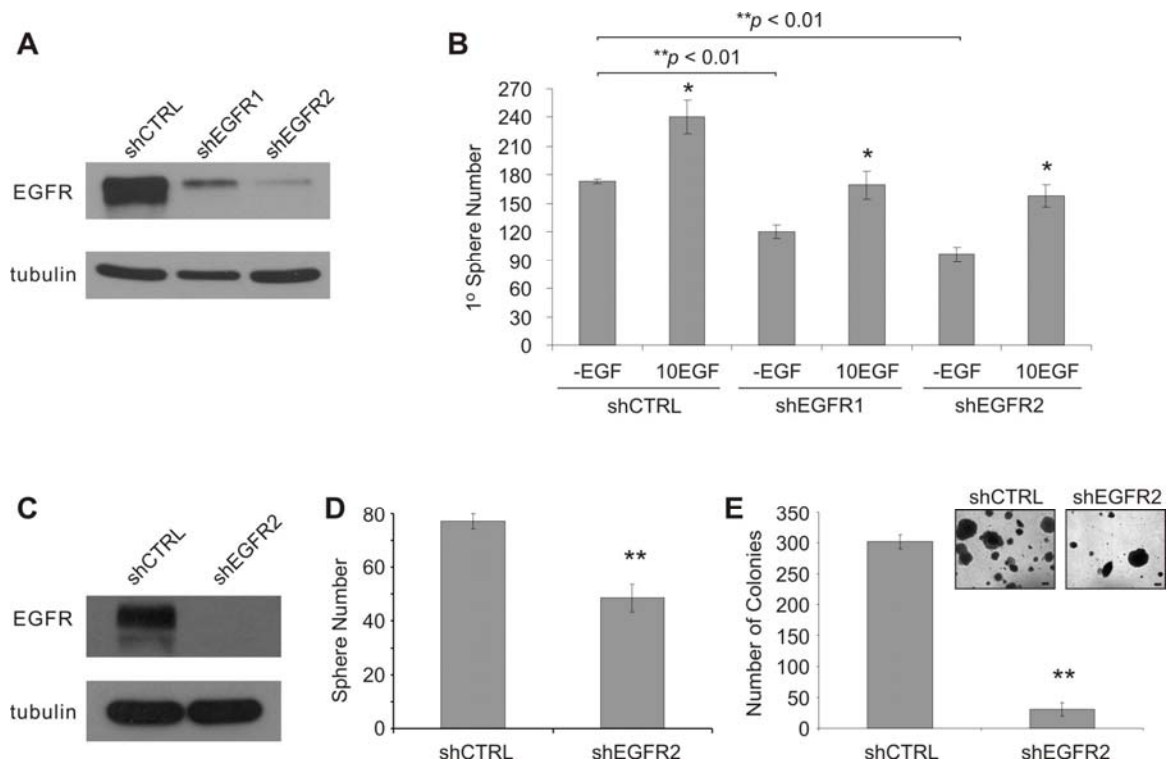 A
shCTRL
shEGFR1
shEGFR2
EGFR
tubulin
B
**p < 0.01
**p < 0.01
1º Sphere Number
270
240
210
180
150
120
90
60
30
0
*
*
*
-EGF 10EGF -EGF 10EGF -EGF 10EGF
shCTRL shEGFR1 shEGFR2
C
shCTRL
shEGFR2
EGFR
tubulin
D
Sphere Number
80
60
40
20
0
**
shCTRL shEGFR2
E
shCTRL shEGFR2
Number of Colonies
350
300
250
200
150
100
50
0
**
shCTRL shEGFR2